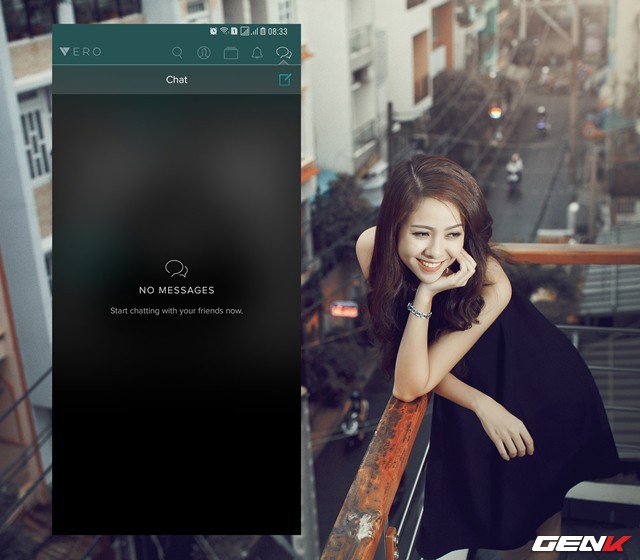 08:33
VERO
Chat
NO MESSAGES
Start chatting with your friends now.
GENK